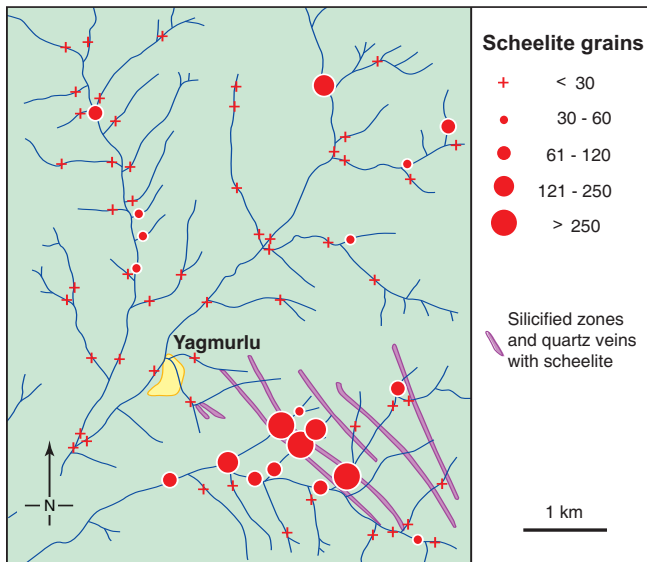 Scheelite grains
< 30
30 - 60
61 - 120
121 - 250
> 250
Silicified zones
and quartz veins
with scheelite
Yagmurlu
N
1 km